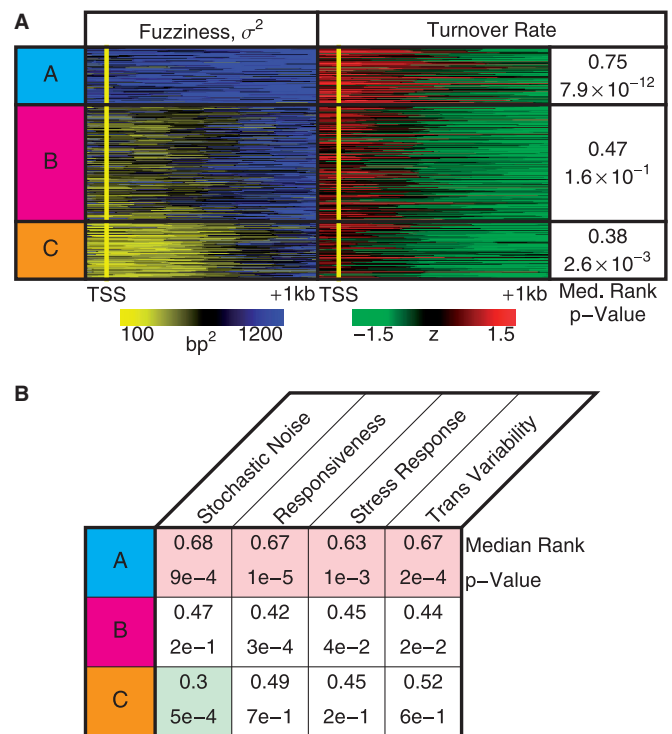 A
Fuzziness, σ² Turnover Rate
A 0.75
7.9×10⁻¹²
B 0.47
1.6×10⁻¹
C 0.38
2.6×10⁻³
TSS +1kb TSS +1kb Med. Rank
p−Value
100 bp² 1200 −1.5 z 1.5
B
Stochastic Noise
Responsiveness
Stress Response
Trans Variability
A 0.68 0.67 0.63 0.67 Median Rank
9e−4 1e−5 1e−3 2e−4 p−Value
B 0.47 0.42 0.45 0.44
2e−1 3e−4 4e−2 2e−2
C 0.3 0.49 0.45 0.52
5e−4 7e−1 2e−1 6e−1